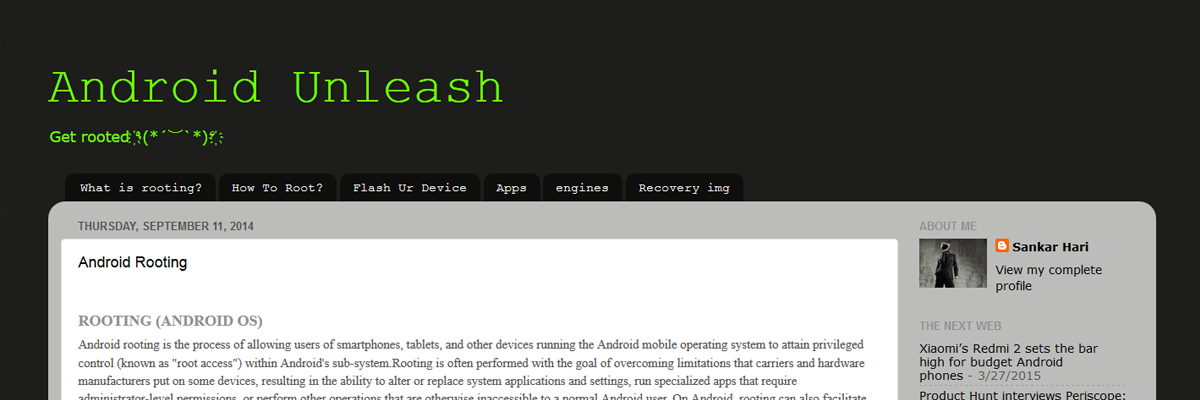 Android Unleash
Get rooted ҉\(*´︶`*)ฺ҉
What is rooting? How To Root? Flash Ur Device Apps engines Recovery img
THURSDAY, SEPTEMBER 11, 2014
Android Rooting
ROOTING (ANDROID OS)
Android rooting is the process of allowing users of smartphones, tablets, and other devices running the Android mobile operating system to attain privileged
control (known as "root access") within Android's sub-system.Rooting is often performed with the goal of overcoming limitations that carriers and hardware
manufacturers put on some devices, resulting in the ability to alter or replace system applications and settings, run specialized apps that require
administrator-level permissions, or perform other operations that are otherwise inaccessible to a normal Android user. On Android, rooting can also facilitate
ABOUT ME
Sankar Hari
View my complete
profile
THE NEXT WEB
Xiaomi's Redmi 2 sets the bar
high for budget Android
phones - 3/27/2015
Product Hunt interviews Periscope: